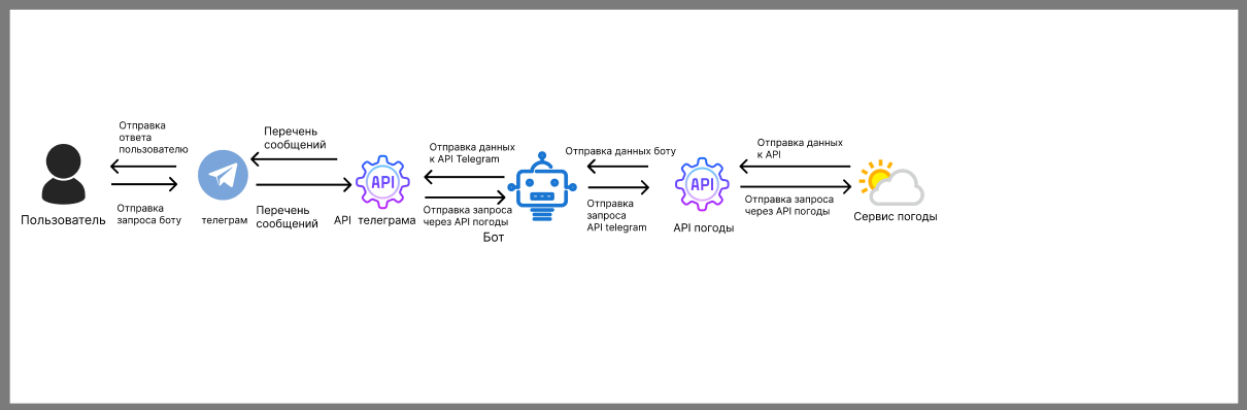 Отправка
ответа
пользователю
Пользователь
Отправка
запроса боту
телеграм
Перечень
сообщений
Перечень
сообщений
API
API телеграма
Отправка данных
к API Telegram
Отправка запроса
через API погоды
Бот
Отправка данных боту
Отправка
запроса
API telegram
API
API погоды
Отправка данных
к API
Отправка запроса
через API погоды
Сервис погоды